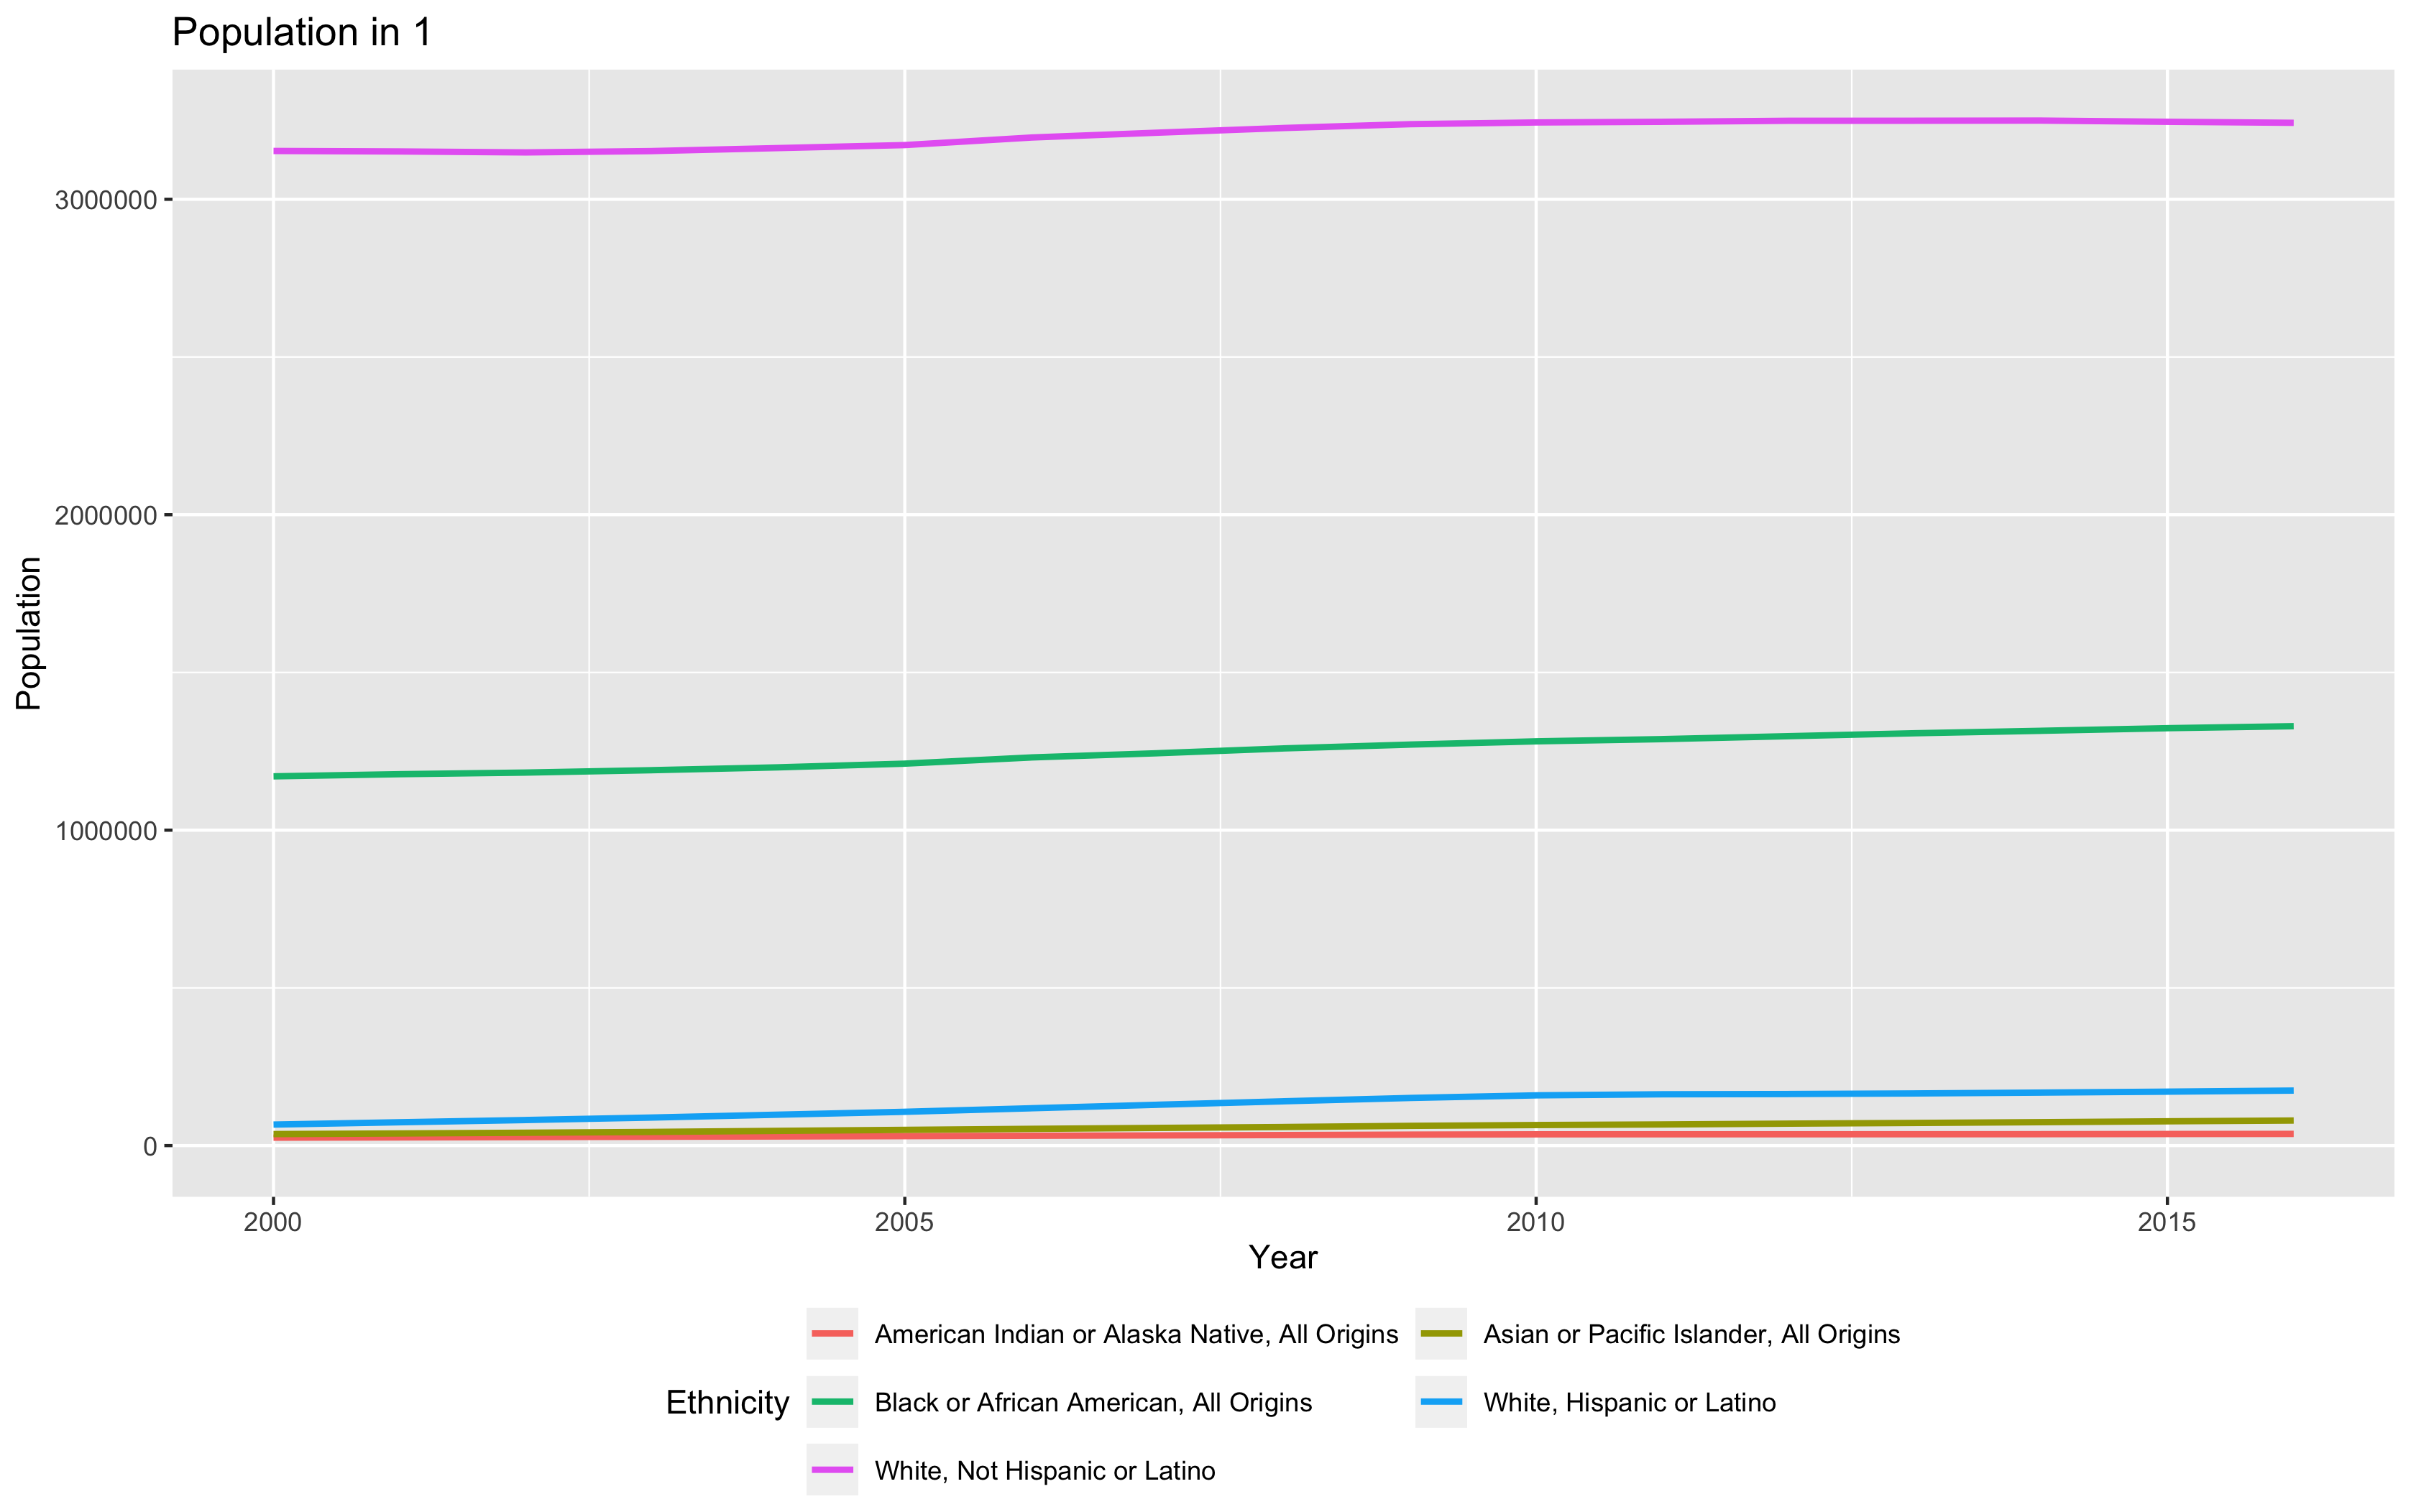 Population in 1
Population
3000000
2000000
1000000
0
2000 2005 2010 2015
Year
Ethnicity
American Indian or Alaska Native, All Origins
Asian or Pacific Islander, All Origins
Black or African American, All Origins
White, Hispanic or Latino
White, Not Hispanic or Latino